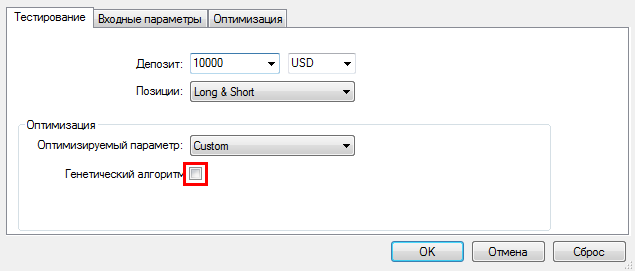 Тестирование Входные параметры Оптимизация
Депозит: 10000 USD
Позиции: Long & Short
Оптимизация
Оптимизируемый параметр: Custom
Генетический алгоритм
OK Отмена Сброс